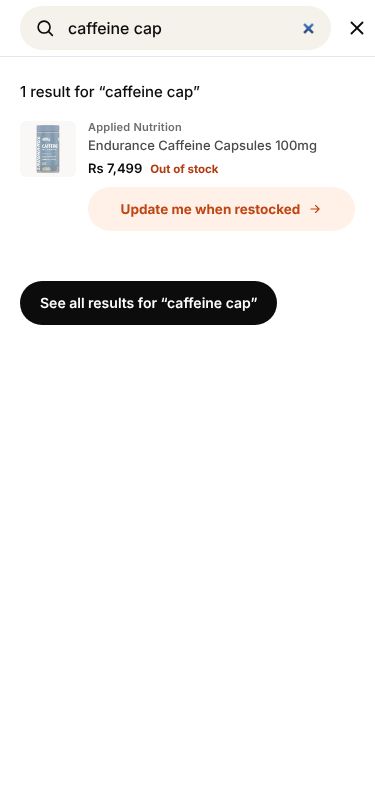 caffeine cap
1 result for “caffeine cap”
Applied Nutrition
Endurance Caffeine Capsules 100mg
Rs 7,499 Out of stock
Update me when restocked →
See all results for “caffeine cap”
CAFFEINE